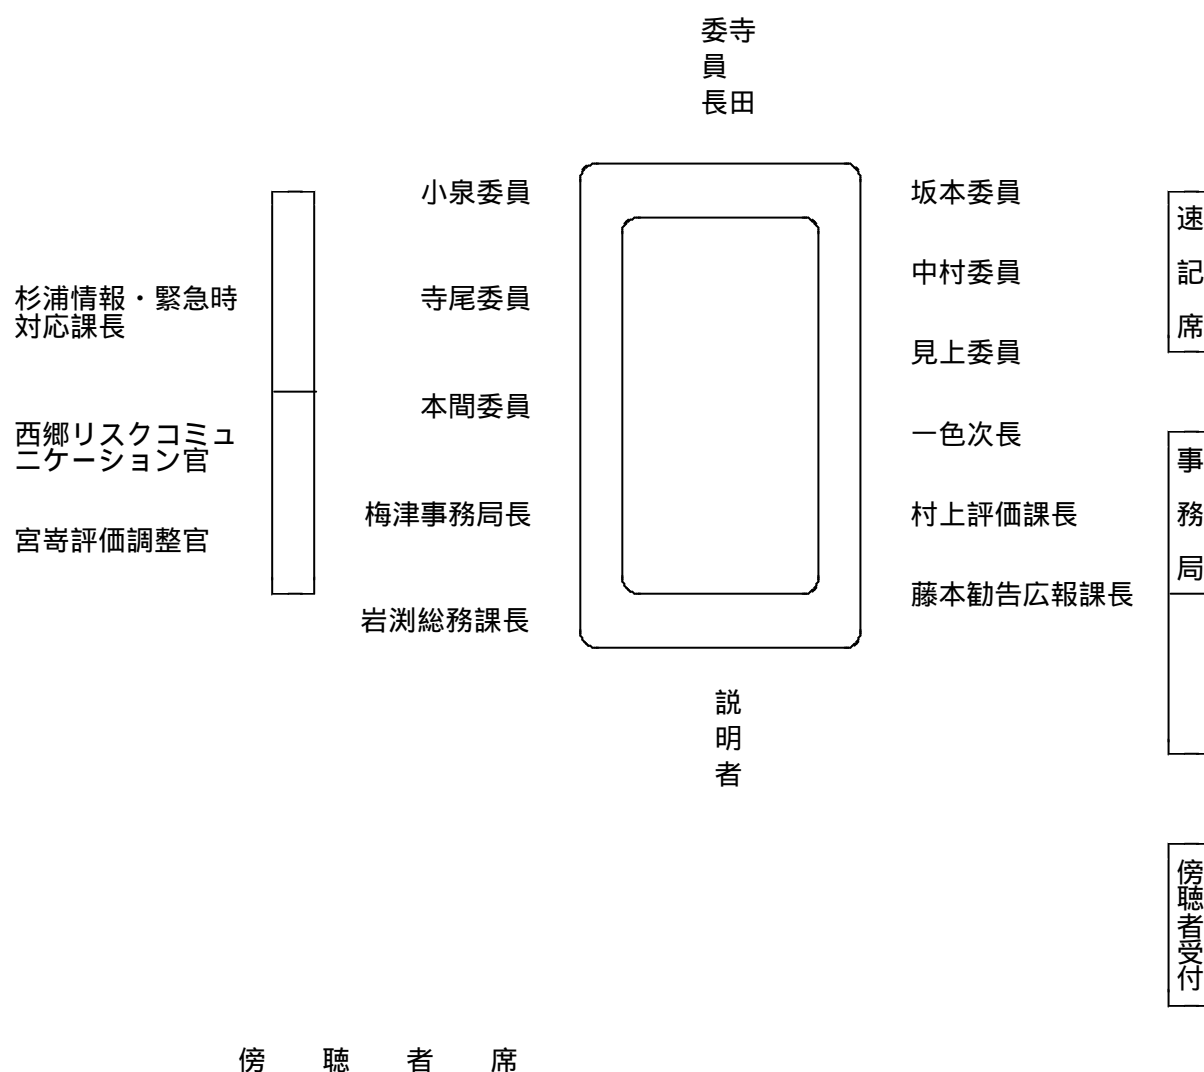 寺田
委員長
小泉委員
寺尾委員
本間委員
梅津事務局長
岩渕総務課長
坂本委員
中村委員
見上委員
一色次長
村上評価課長
藤本勧告広報課長
杉浦情報・緊急時
対応課長
西郷リスクコミュ
ニケーション官
宮嵜評価調整官
速記席
事務局
説明者
傍聴者受付
傍聴者席